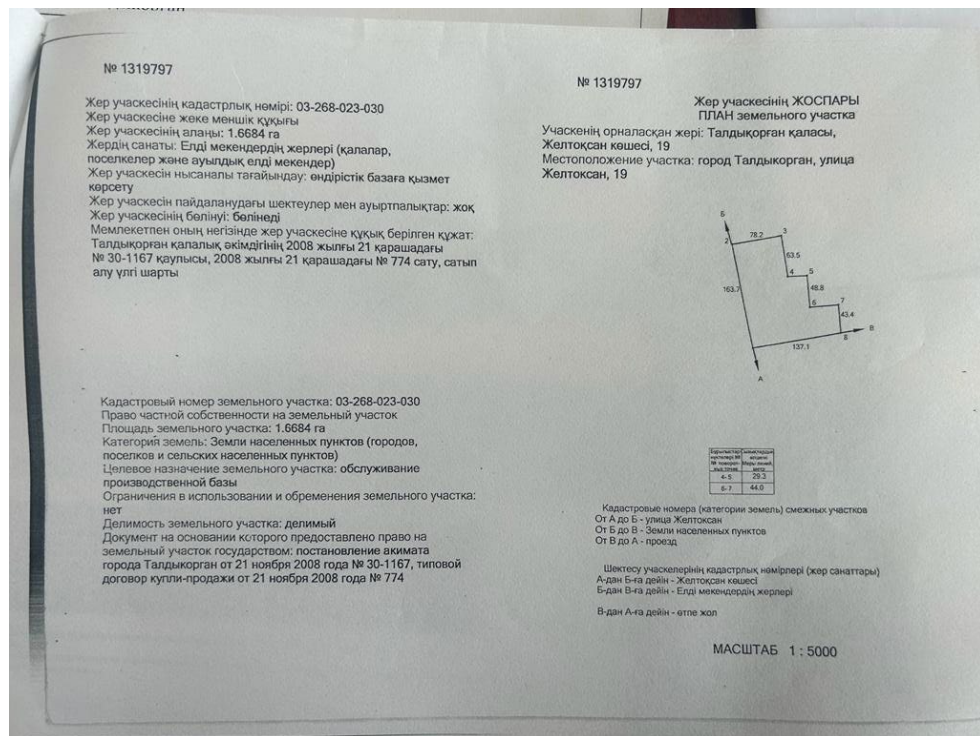 № 1319797
Жер учаскесінің кадастрлық нөмірі: 03-268-023-030
Жер учаскесіне жеке меншік құқығы
Жер учаскесінің алаңы: 1.6684 га
Жердің санаты: Елді мекендердің жерлері (қалалар,
поселкелер және ауылдық елді мекендер)
Жер учаскесін нысаналы тағайындау: өндірістік базаға қызмет
көрсету
Жер учаскесін пайдаланудағы шектеулер мен ауыртпалықтар: жоқ
Жер учаскесінің бөлінуі: бөлінеді
Мемлекетпен оның негізінде жер учаскесіне құқық берілген құжат:
Талдықорған қалалық әкімдігінің 2008 жылғы 21 қарашадағы
№ 30-1167 қаулысы, 2008 жылғы 21 қарашадағы № 774 сату, сатып
алу үлгі шарты
Кадастровый номер земельного участка: 03-268-023-030
Право частной собственности на земельный участок
Площадь земельного участка: 1.6684 га
Категория земель: Земли населенных пунктов (городов,
поселков и сельских населенных пунктов)
Целевое назначение земельного участка: обслуживание
производственной базы
Ограничения в использовании и обременения земельного участка:
нет
Делимость земельного участка: делимый
Документ на основании которого предоставлено право на
земельный участок государством: постановление акимата
города Талдыкорган от 21 ноября 2008 года № 30-1167, типовой
договор купли-продажи от 21 ноября 2008 года № 774
№ 1319797
Жер учаскесінің ЖОСПАРЫ
ПЛАН земельного участка
Учаскенің орналасқан жері: Талдықорған қаласы,
Желтоқсан көшесі, 19
Местоположение участка: город Талдыкорган, улица
Желтоксан, 19
Б
2
78.2
3
63.5
4
5
48.8
6
7
43.4
8
В
163.7
137.1
А
4-5 29.3
6-7 44.0
Кадастровые номера (категории земель) смежных участков
От А до Б - улица Желтоксан
От Б до В - Земли населенных пунктов
От В до А - проезд
Шектесу учаскелерінің кадастрлық нөмірлері (жер санаттары)
А-дан Б-ға дейін - Желтоқсан көшесі
Б-дан В-ға дейін - Елді мекендердің жерлері
В-дан А-ға дейін - өтпе жол
МАСШТАБ 1 : 5000